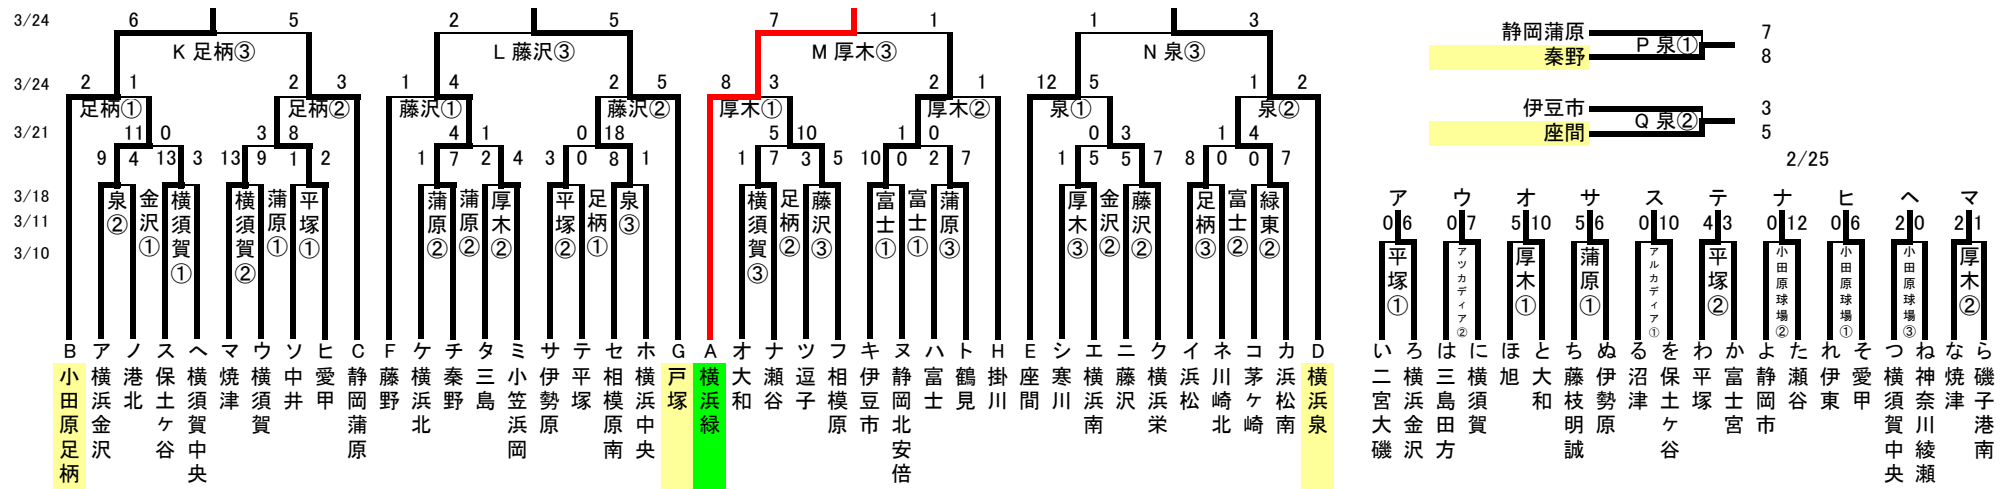 3/24 6 5 2 5 7 1 1 3
静岡蒲原 7
K 足柄③ L 藤沢③ M 厚木③ N 泉③ P 泉①
秦野 8
3/24 2 1 2 3 1 4 2 5 8 3 2 1 12 5 1 2
足柄① 足柄② 藤沢① 藤沢② 厚木① 厚木② 泉① 泉②
伊豆市 3
Q 泉②
座間 5
3/21 11 0 3 8 4 1 0 18 5 10 1 0 0 3 1 4
9 4 13 3 13 9 1 2 1 7 2 4 3 0 8 1 1 7 3 5 10 0 2 7 1 5 5 7 8 0 0 7
2/25
3/18
3/11
3/10
泉②
金沢①
横須賀①
横須賀②
蒲原①
平塚①
蒲原②
蒲原②
厚木②
平塚②
足柄①
泉③
横須賀③
足柄②
藤沢③
富士①
富士①
蒲原③
厚木③
金沢②
藤沢②
足柄③
富士②
緑東②
ア ウ オ サ ス テ ナ ヒ ヘ マ
0 6 0 7 5 10 5 6 0 10 4 3 0 12 0 6 2 0 2 1
平塚①
アツカディア②
厚木①
蒲原①
アルカディア①
平塚②
小田原球場②
小田原球場①
小田原球場③
厚木②
B 小田原足柄
ア 横浜金沢
ノ 港北
ス 保土ヶ谷
ヘ 横須賀中央
マ 焼津
ウ 横須賀
ソ 中井
ヒ 愛甲
C 静岡蒲原
F 藤野
ケ 横浜北
チ 秦野
タ 三島
ミ 小笠浜岡
サ 伊勢原
テ 平塚
セ 相模原南
ホ 横浜中央
G 戸塚
A 横浜緑
オ 大和
ナ 瀬谷
ツ 逗子
フ 相模原
キ 伊豆市
ヌ 静岡北安倍
ハ 富士
ト 鶴見
H 掛川
E 座間
シ 寒川
エ 横浜南
ニ 藤沢
ク 横浜栄
イ 浜松
ネ 川崎北
コ 茅ヶ崎
カ 浜松南
D 横浜泉
い 二宮大磯
ろ 横浜金沢
は 三島田方
に 横須賀
ほ 旭
と 大和
ち 藤枝明誠
ぬ 伊勢原
る 沼津
を 保土ヶ谷
わ 平塚
か 富士宮
よ 静岡市
た 瀬谷
れ 伊東
そ 愛甲
つ 横須賀中央
ね 神奈川綾瀬
な 焼津
ら 磯子港南